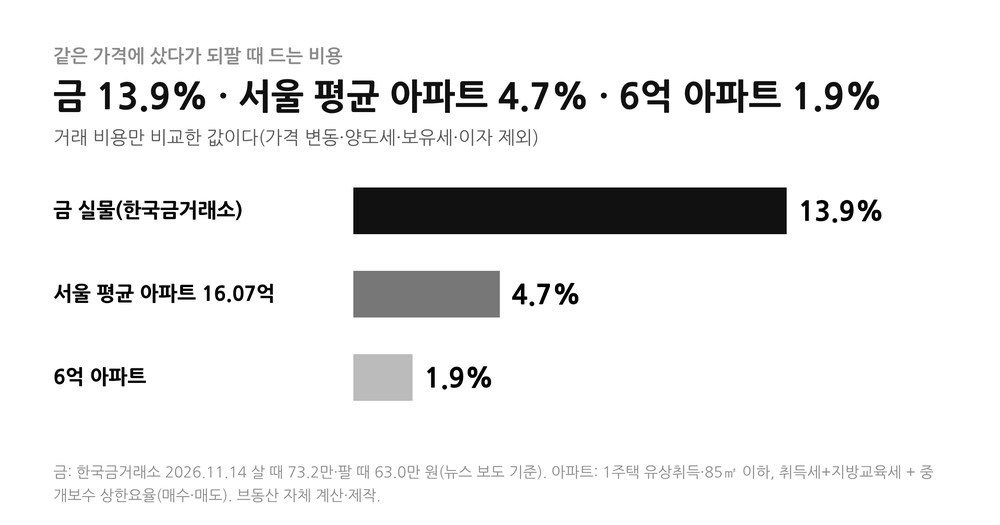 같은 가격에 샀다가 되팔 때 드는 비용
금 13.9% · 서울 평균 아파트 4.7% · 6억 아파트 1.9%
거래 비용만 비교한 값이다(가격 변동·양도세·보유세·이자 제외)
금 실물(한국금거래소)
13.9%
서울 평균 아파트 16.07억
4.7%
6억 아파트
1.9%
금: 한국금거래소 2026.11.14 살 때 73.2만·팔 때 63.0만 원(뉴스 보도 기준). 아파트: 1주택 유상취득·85㎡ 이하, 취득세+지방교육세 + 중
개보수 상한요율(매수·매도). 브동산 자체 계산·제작.